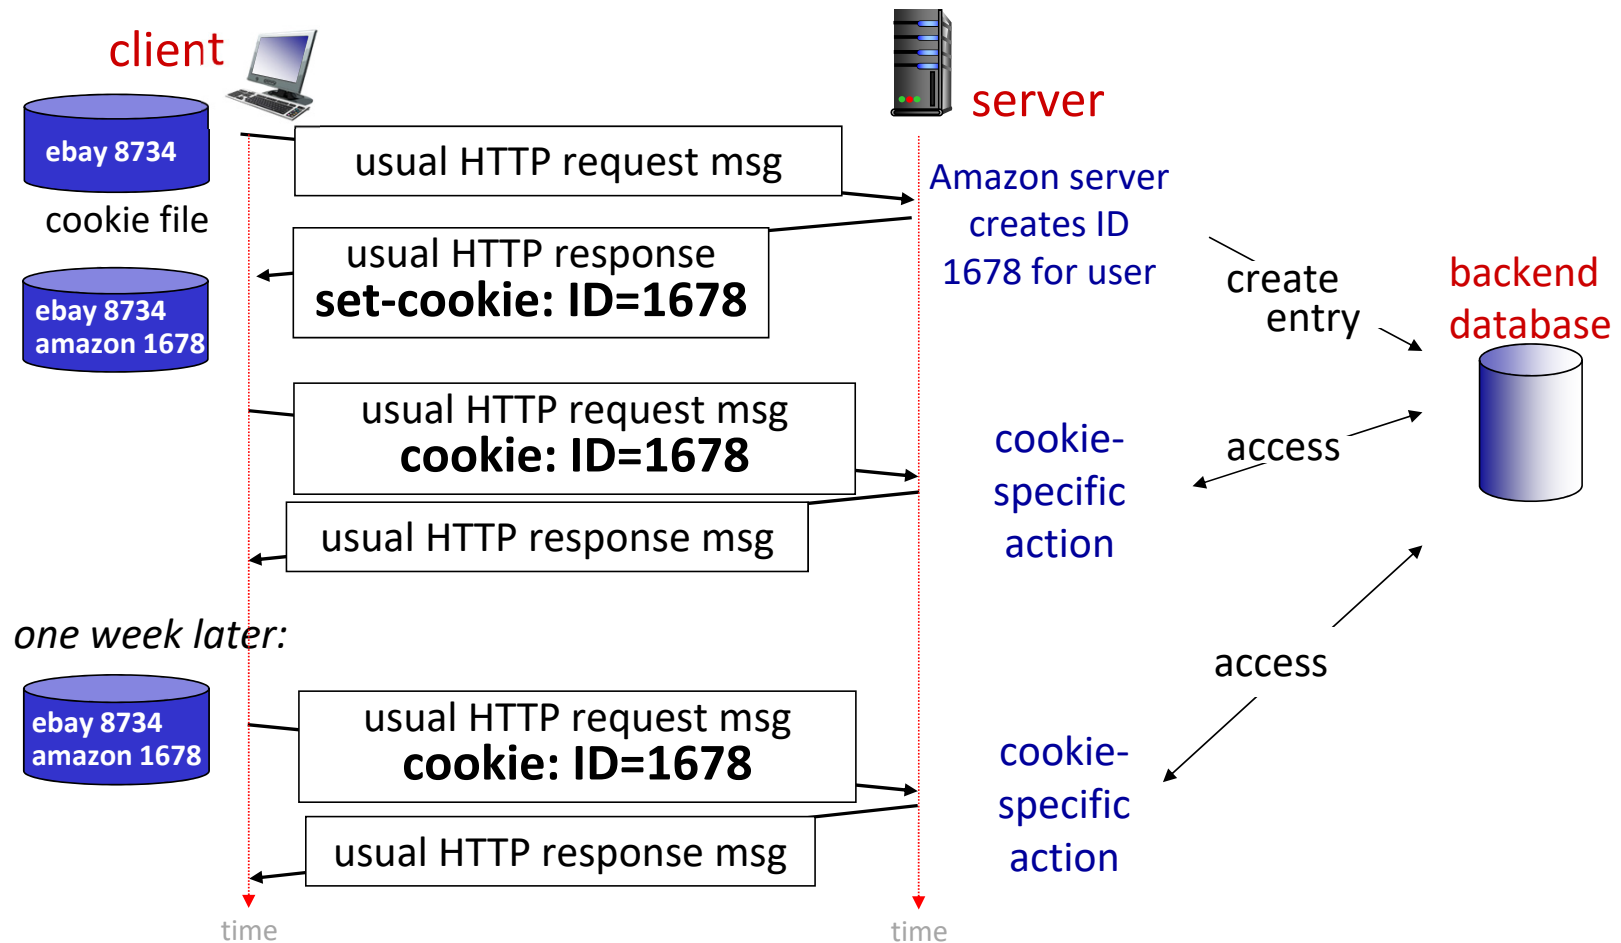 client
server
ebay 8734
cookie file
usual HTTP request msg
Amazon server
creates ID
1678 for user
usual HTTP response
set-cookie: ID=1678
create
entry
backend
database
ebay 8734
amazon 1678
usual HTTP request msg
cookie: ID=1678
cookie-
specific
action
access
usual HTTP response msg
one week later:
access
ebay 8734
amazon 1678
usual HTTP request msg
cookie: ID=1678
cookie-
specific
action
usual HTTP response msg
time
time